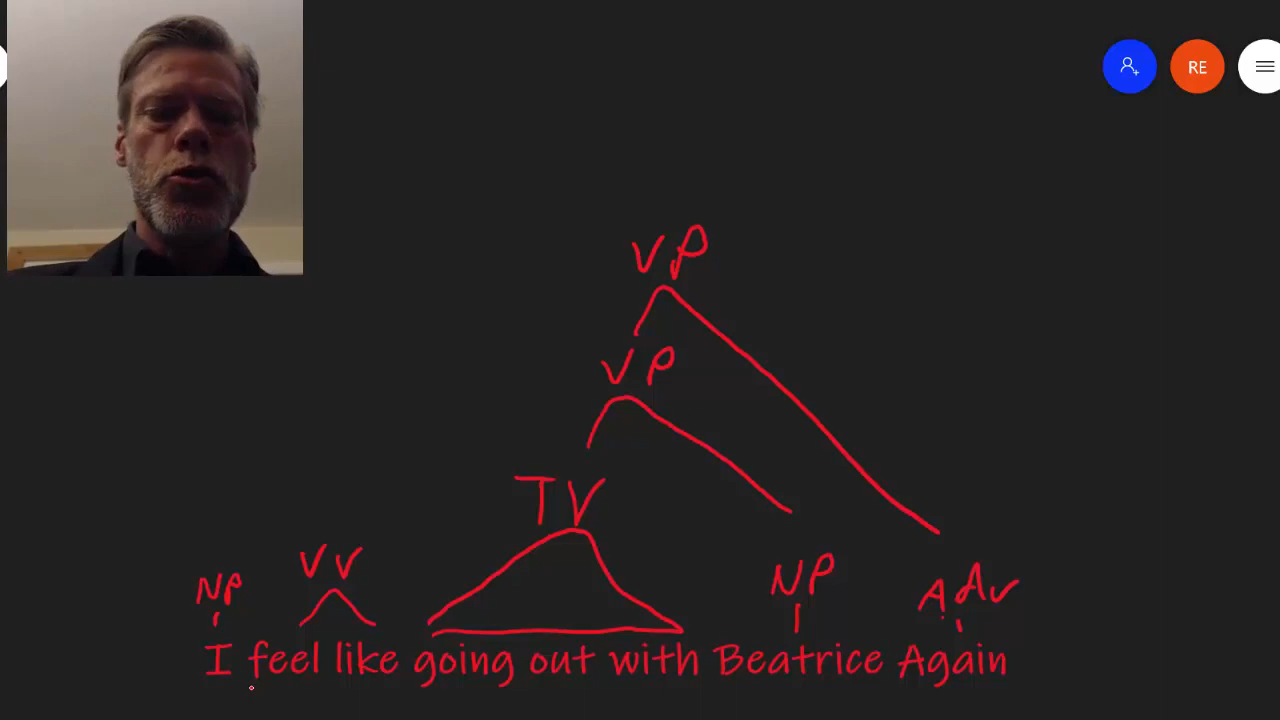 RE
VP
VP
TV
NP VV NP Adv
I feel like going out with Beatrice Again